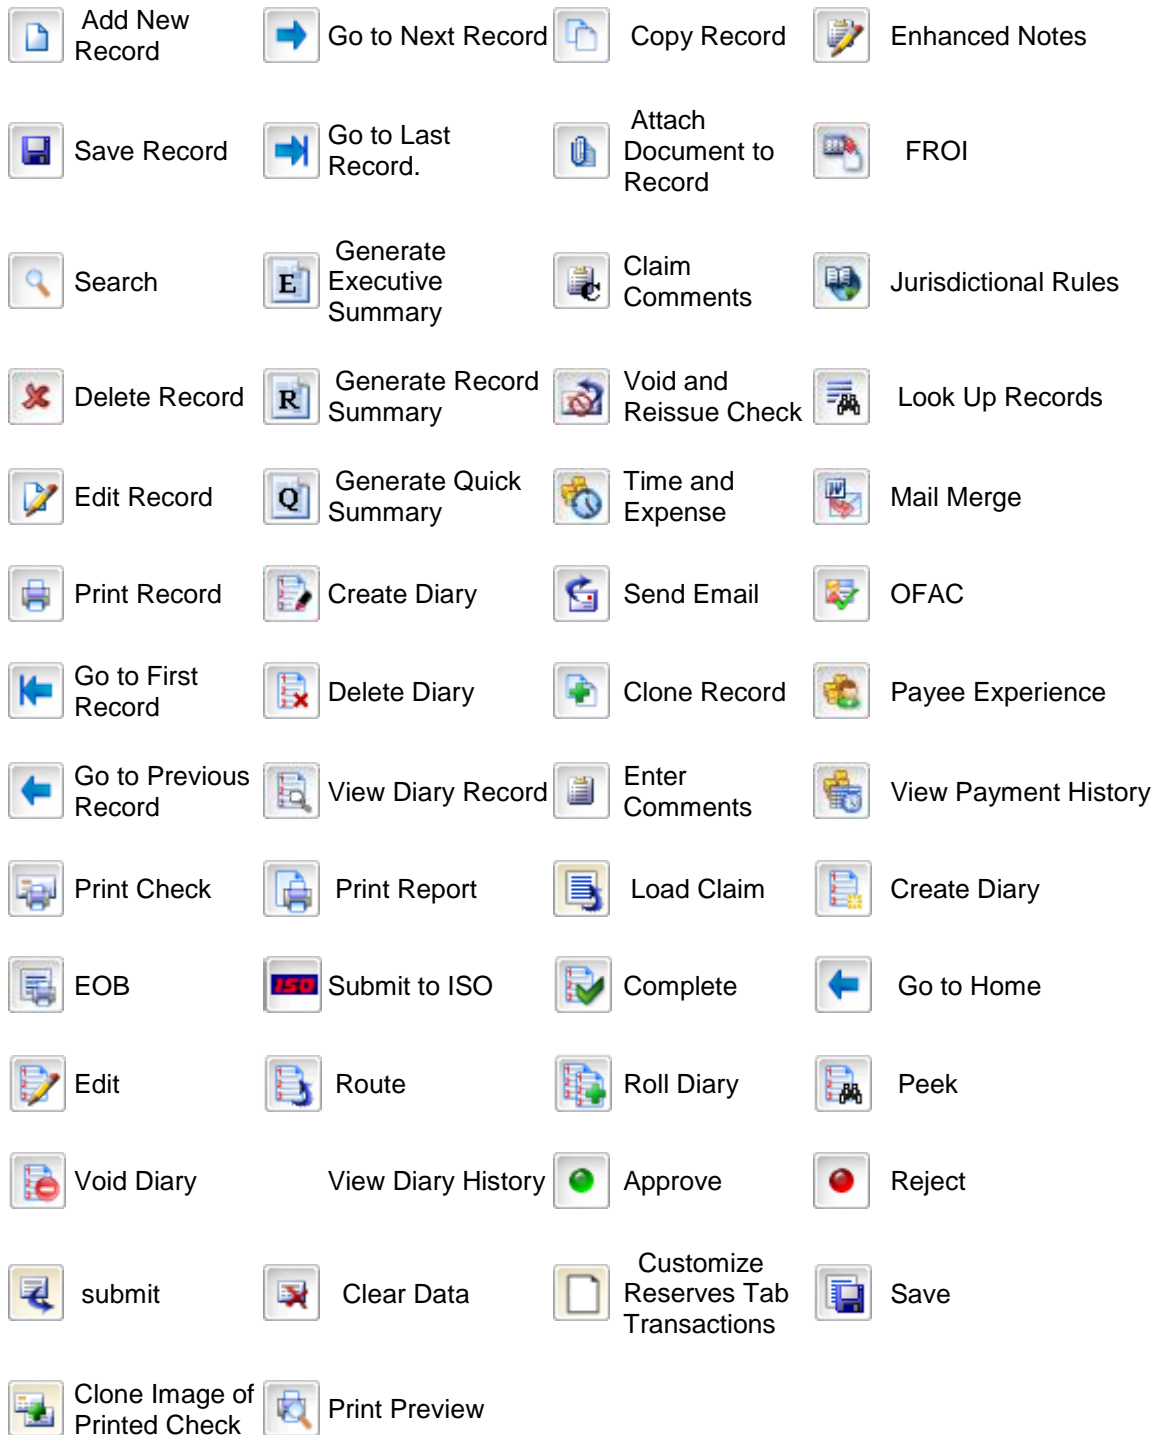 Add New
Record
Go to Next Record
Copy Record
Enhanced Notes
Save Record
Go to Last
Record.
Attach
Document to
Record
FROI
Search
E
Generate
Executive
Summary
C
Claim
Comments
Jurisdictional Rules
Delete Record
R
Generate Record
Summary
Void and
Reissue Check
Look Up Records
Edit Record
Q
Generate Quick
Summary
Time and
Expense
W
Mail Merge
Print Record
Create Diary
Send Email
OFAC
Go to First
Record
Delete Diary
Clone Record
Payee Experience
Go to Previous
Record
View Diary Record
Enter
Comments
View Payment History
Print Check
Print Report
Load Claim
Create Diary
EOB
ISO
Submit to ISO
Complete
Go to Home
Edit
Route
Roll Diary
Peek
Void Diary
View Diary History
Approve
Reject
submit
Clear Data
Customize
Reserves Tab
Transactions
Save
Clone Image of
Printed Check
Print Preview